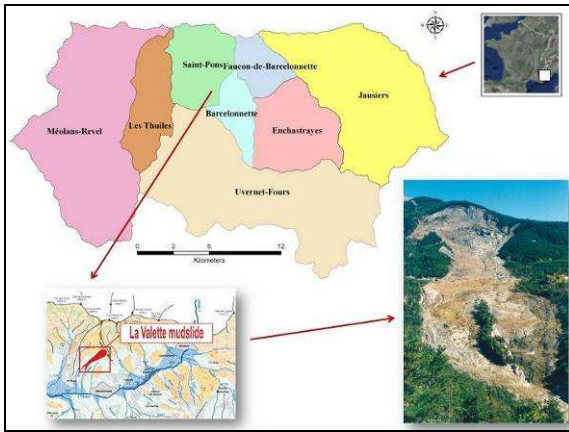 Saint-Pons
Faucon-de-Barcelonnette
Jausiers
Méolans-Revel
Les Thuiles
Barcelonnette
Enchastrayes
Uvernet-Fours
0 3 6 12
Kilometers
La Valette mudslide